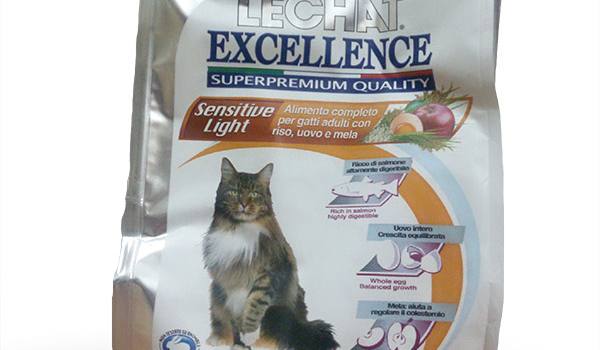 LECHAT®
EXCELLENCE
SUPERPREMIUM QUALITY
Sensitive
Light
Alimento completo
per gatti adulti con
riso, uovo e mela
Ricco di salmone
altamente digeribile
Rich in salmon
highly digestible
Uovo intero
Crescita equilibrata
Whole egg
Balanced growth
Mela: aiuta a
regolare il colesterolo